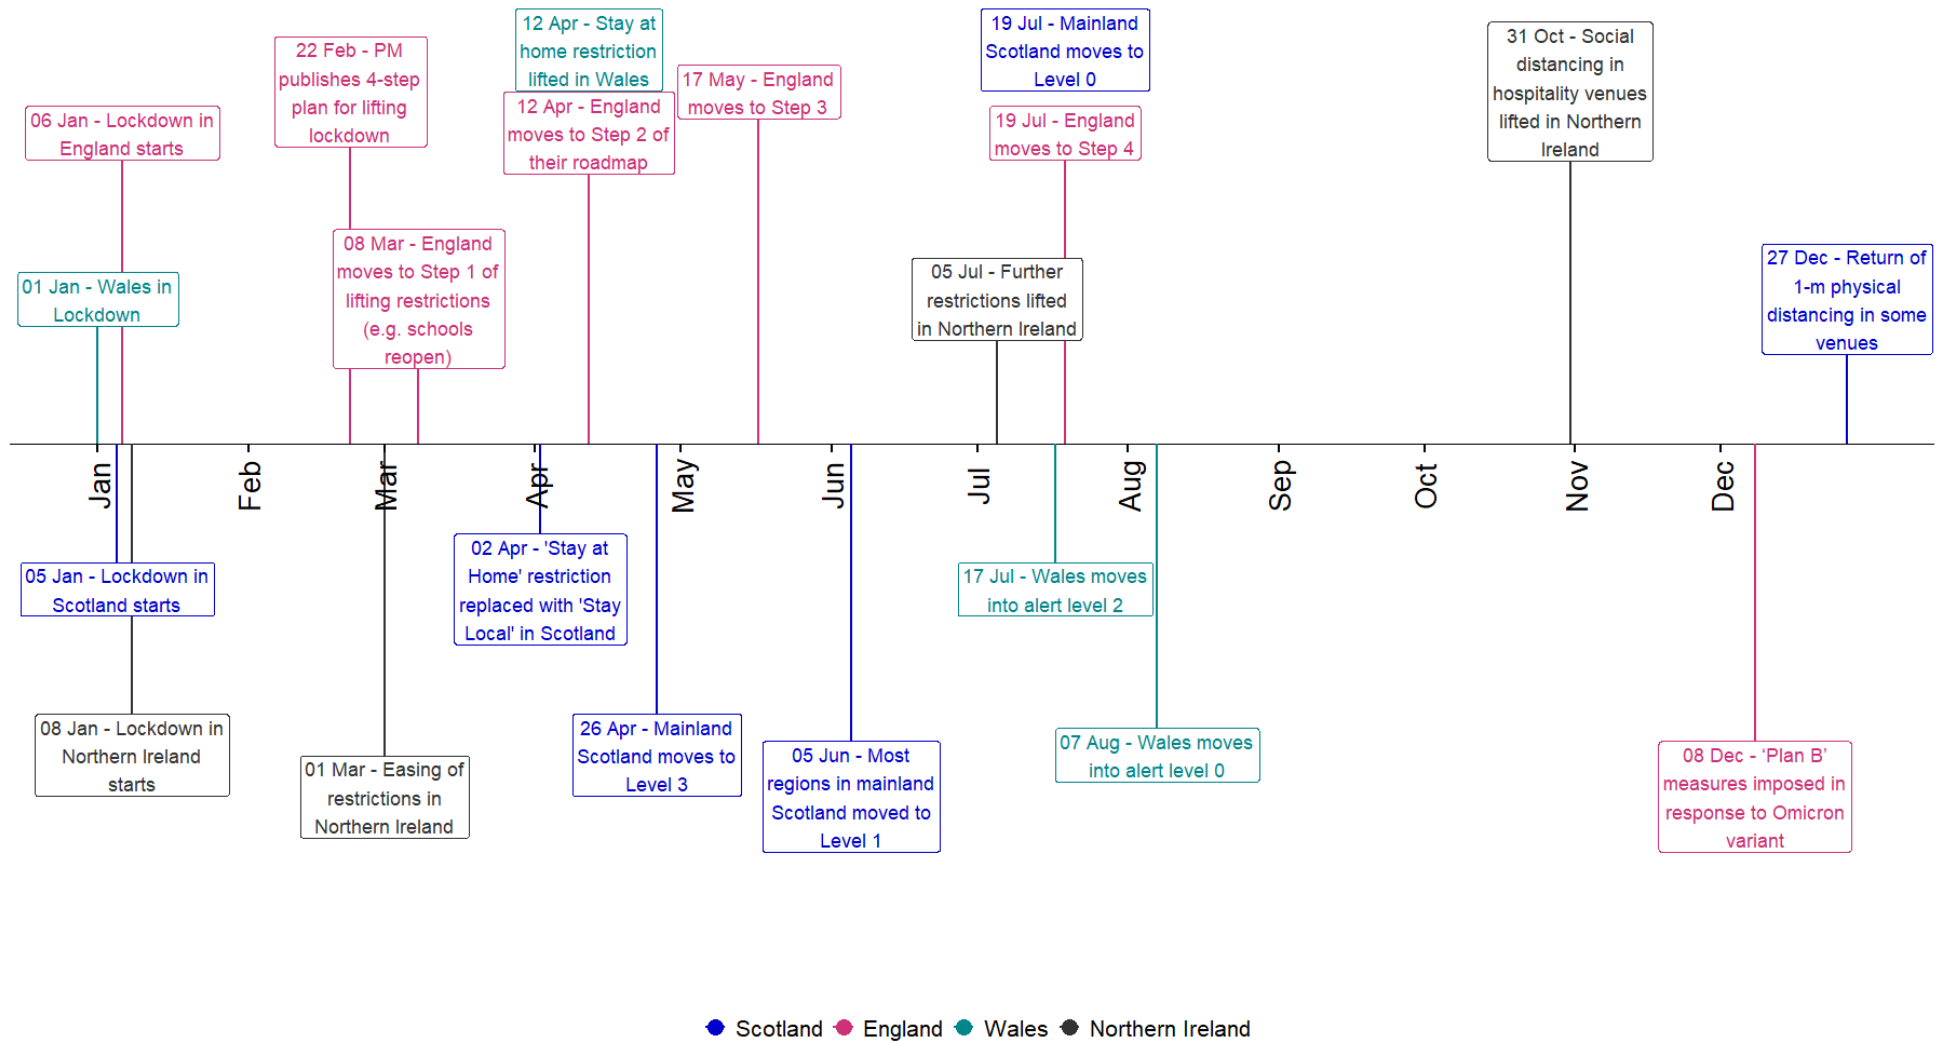 12 Apr - Stay at
home restriction
lifted in Wales
19 Jul - Mainland
Scotland moves to
Level 0
31 Oct - Social
distancing in
hospitality venues
lifted in Northern
Ireland
22 Feb - PM
publishes 4-step
plan for lifting
lockdown
17 May - England
moves to Step 3
12 Apr - England
moves to Step 2 of
their roadmap
06 Jan - Lockdown in
England starts
19 Jul - England
moves to Step 4
08 Mar - England
moves to Step 1 of
lifting restrictions
(e.g. schools
reopen)
27 Dec - Return of
1-m physical
distancing in some
venues
05 Jul - Further
restrictions lifted
in Northern Ireland
01 Jan - Wales in
Lockdown
Jan
Feb
Mar
Apr
May
Jun
Jul
Aug
Sep
Oct
Nov
Dec
02 Apr - 'Stay at
Home' restriction
replaced with 'Stay
Local' in Scotland
05 Jan - Lockdown in
Scotland starts
17 Jul - Wales moves
into alert level 2
08 Jan - Lockdown in
Northern Ireland
starts
26 Apr - Mainland
Scotland moves to
Level 3
07 Aug - Wales moves
into alert level 0
05 Jun - Most
regions in mainland
Scotland moved to
Level 1
08 Dec - ‘Plan B’
measures imposed in
response to Omicron
variant
01 Mar - Easing of
restrictions in
Northern Ireland
Scotland England Wales Northern Ireland